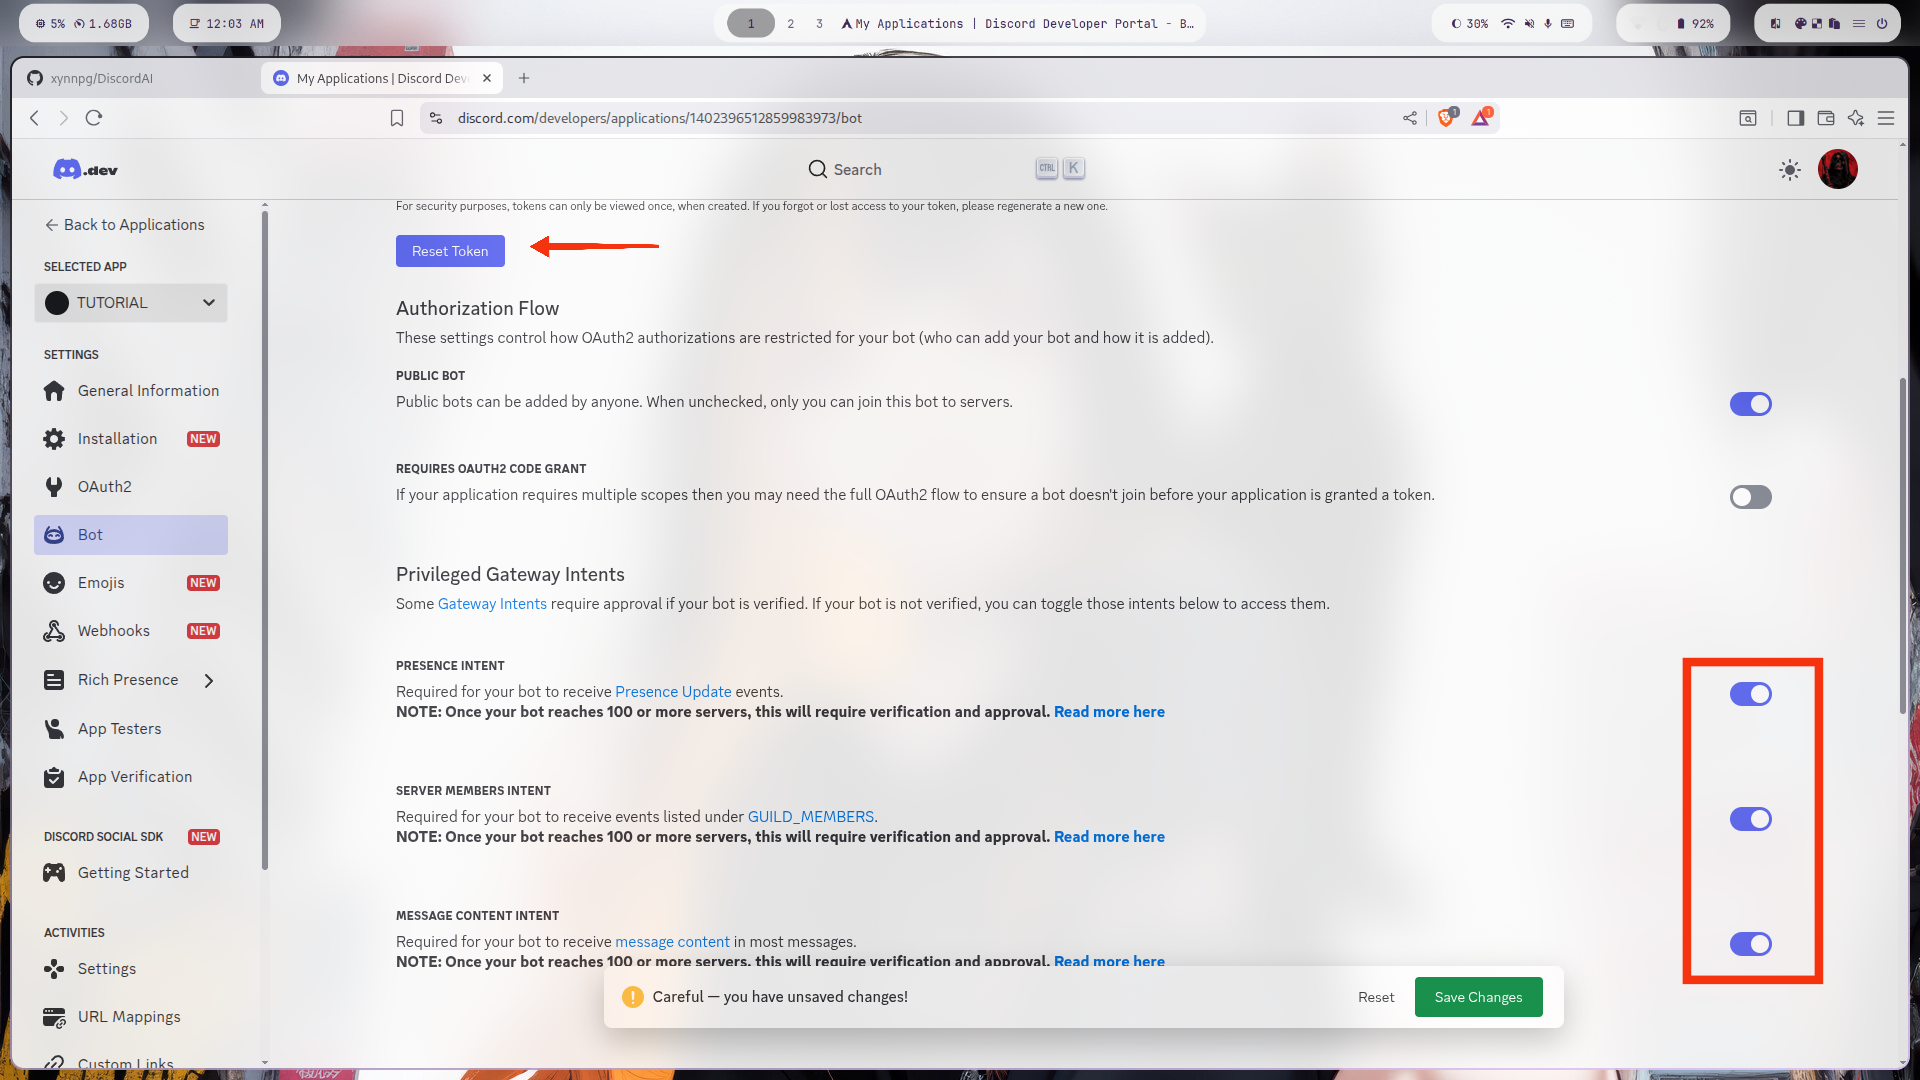 5% 1.68GB
12:03 AM
1 2 3 My Applications | Discord Developer Portal - B…
30%
92%
xynnpg/DiscordAI
My Applications | Discord Dev
discord.com/developers/applications/1402396512859983973/bot
1
1
.dev
Search
CTRL K
Back to Applications
SELECTED APP
TUTORIAL
SETTINGS
General Information
Installation NEW
OAuth2
Bot
Emojis NEW
Webhooks NEW
Rich Presence
App Testers
App Verification
DISCORD SOCIAL SDK NEW
Getting Started
ACTIVITIES
Settings
URL Mappings
Custom Links
For security purposes, tokens can only be viewed once, when created. If you forgot or lost access to your token, please regenerate a new one.
Reset Token
Authorization Flow
These settings control how OAuth2 authorizations are restricted for your bot (who can add your bot and how it is added).
PUBLIC BOT
Public bots can be added by anyone. When unchecked, only you can join this bot to servers.
REQUIRES OAUTH2 CODE GRANT
If your application requires multiple scopes then you may need the full OAuth2 flow to ensure a bot doesn't join before your application is granted a token.
Privileged Gateway Intents
Some Gateway Intents require approval if your bot is verified. If your bot is not verified, you can toggle those intents below to access them.
PRESENCE INTENT
Required for your bot to receive Presence Update events.
NOTE: Once your bot reaches 100 or more servers, this will require verification and approval. Read more here
SERVER MEMBERS INTENT
Required for your bot to receive events listed under GUILD_MEMBERS.
NOTE: Once your bot reaches 100 or more servers, this will require verification and approval. Read more here
MESSAGE CONTENT INTENT
Required for your bot to receive message content in most messages.
NOTE: Once your bot reaches 100 or more servers, this will require verification and approval. Read more here
Careful — you have unsaved changes!
Reset
Save Changes